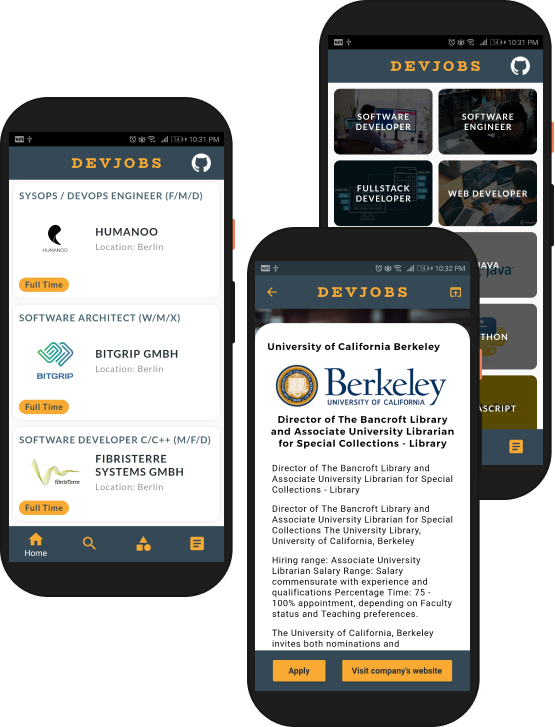 10:31 PM
DEVJOBS
SYSOPS / DEVOPS ENGINEER (F/M/D)
HUMANOO
HUMANOO
Location: Berlin
Full Time
SOFTWARE ARCHITECT (W/M/X)
BITGRIP
BITGRIP GMBH
Location: Berlin
Full Time
SOFTWARE DEVELOPER C/C++ (M/F/D)
fibrisTerre
FIBRISTERRE
SYSTEMS GMBH
Location: Berlin
Full Time
Home
10:31 PM
DEVJOBS
SOFTWARE
DEVELOPER
SOFTWARE
ENGINEER
FULLSTACK
DEVELOPER
WEB DEVELOPER
JAVA
java
THON
ASCRIPT
10:32 PM
DEVJOBS
University of California Berkeley
Berkeley
UNIVERSITY OF CALIFORNIA
Director of The Bancroft Library
and Associate University Librarian
for Special Collections - Library
Director of The Bancroft Library and
Associate University Librarian for Special
Collections - Library
Director of The Bancroft Library and
Associate University Librarian for Special
Collections The University Library,
University of California, Berkeley
Hiring range: Associate University
Librarian Salary Range: Salary
commensurate with experience and
qualifications Percentage Time: 75 -
100% appointment, depending on Faculty
status and Teaching preferences.
The University of California, Berkeley
invites both nominations and
Apply
Visit company's website